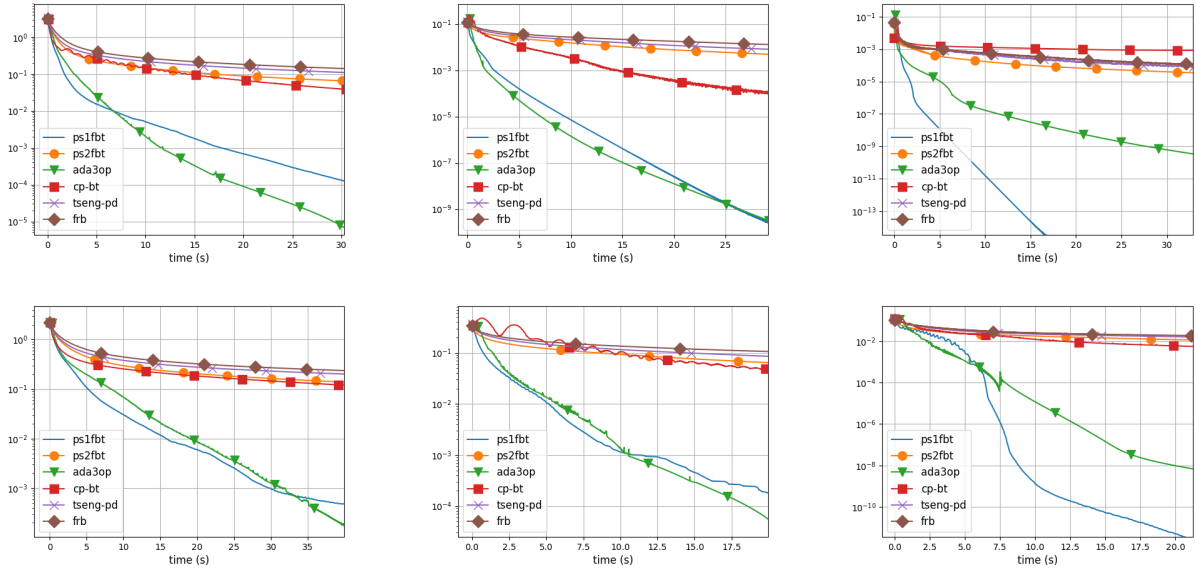 10⁰
10⁻¹
10⁻²
10⁻³
10⁻⁴
10⁻⁵
ps1fbt
ps2fbt
ada3op
cp-bt
tseng-pd
frb
0 5 10 15 20 25 30
time (s)
10⁻¹
10⁻³
10⁻⁵
10⁻⁷
10⁻⁹
ps1fbt
ps2fbt
ada3op
cp-bt
tseng-pd
frb
0 5 10 15 20 25
time (s)
10⁻¹
10⁻³
10⁻⁵
10⁻⁷
10⁻⁹
10⁻¹¹
10⁻¹³
ps1fbt
ps2fbt
ada3op
cp-bt
tseng-pd
frb
0 5 10 15 20 25 30
time (s)
10⁰
10⁻¹
10⁻²
10⁻³
ps1fbt
ps2fbt
ada3op
cp-bt
tseng-pd
frb
0 5 10 15 20 25 30 35
time (s)
10⁻¹
10⁻²
10⁻³
10⁻⁴
ps1fbt
ps2fbt
ada3op
cp-bt
tseng-pd
frb
0.0 2.5 5.0 7.5 10.0 12.5 15.0 17.5
time (s)
10⁻²
10⁻⁴
10⁻⁶
10⁻⁸
10⁻¹⁰
ps1fbt
ps2fbt
ada3op
cp-bt
tseng-pd
frb
0.0 2.5 5.0 7.5 10.0 12.5 15.0 17.5 20.0
time (s)